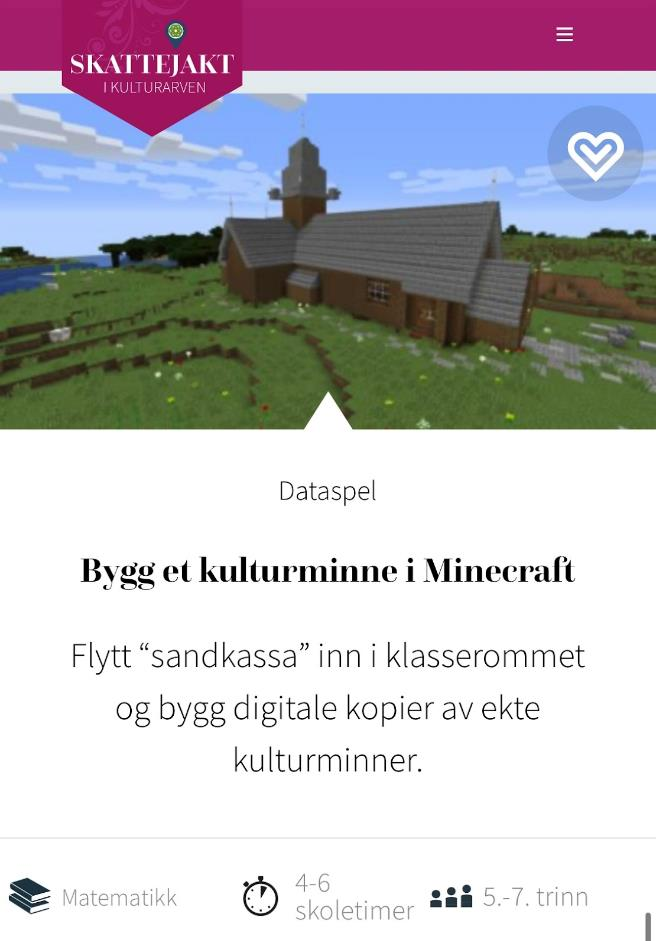 SKATTEJAKT
I KULTURARVEN
Dataspel
Bygg et kulturminne i Minecraft
Flytt “sandkassa” inn i klasserommet
og bygg digitale kopier av ekte
kulturminner.
Matematikk
4-6
skoletimer
5.-7. trinn